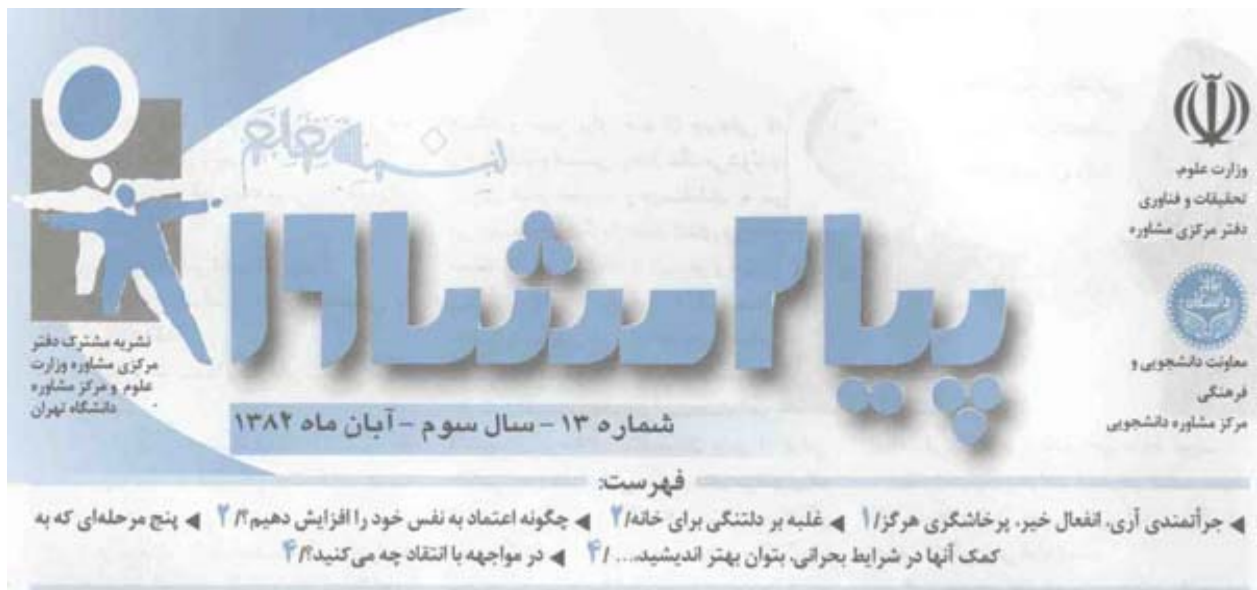 بسمه تعالی
وزارت علوم،
تحقیقات و فناوری
دفتر مرکزی مشاوره
معاونت دانشجویی و
فرهنگی
مرکز مشاوره دانشجویی
پیام مشاور
شماره ۱۳ - سال سوم - آبان ماه ۱۳۸۴
نشریه مشترک دفتر
مرکزی مشاوره وزارت
علوم و مرکز مشاوره
دانشگاه تهران
فهرست:
◀ جرأتمندی آری، انفعال خیر، پرخاشگری هرگز/۱ ◀ غلبه بر دلتنگی برای خانه/۲ ◀ چگونه اعتماد به نفس خود را افزایش دهیم؟/۲ ◀ پنج مرحله‌ای که به
کمک آنها در شرایط بحرانی، بتوان بهتر اندیشید.... /۴ ◀ در مواجهه با انتقاد چه می‌کنید؟/۴